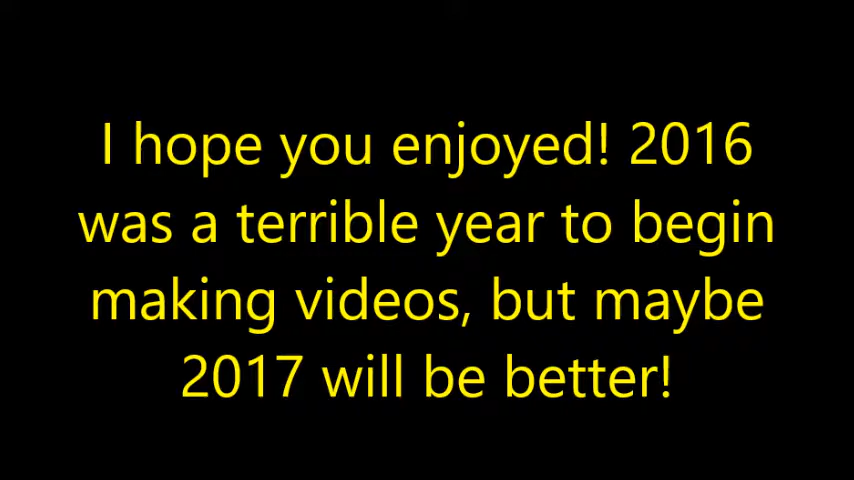 I hope you enjoyed! 2016
was a terrible year to begin
making videos, but maybe
2017 will be better!